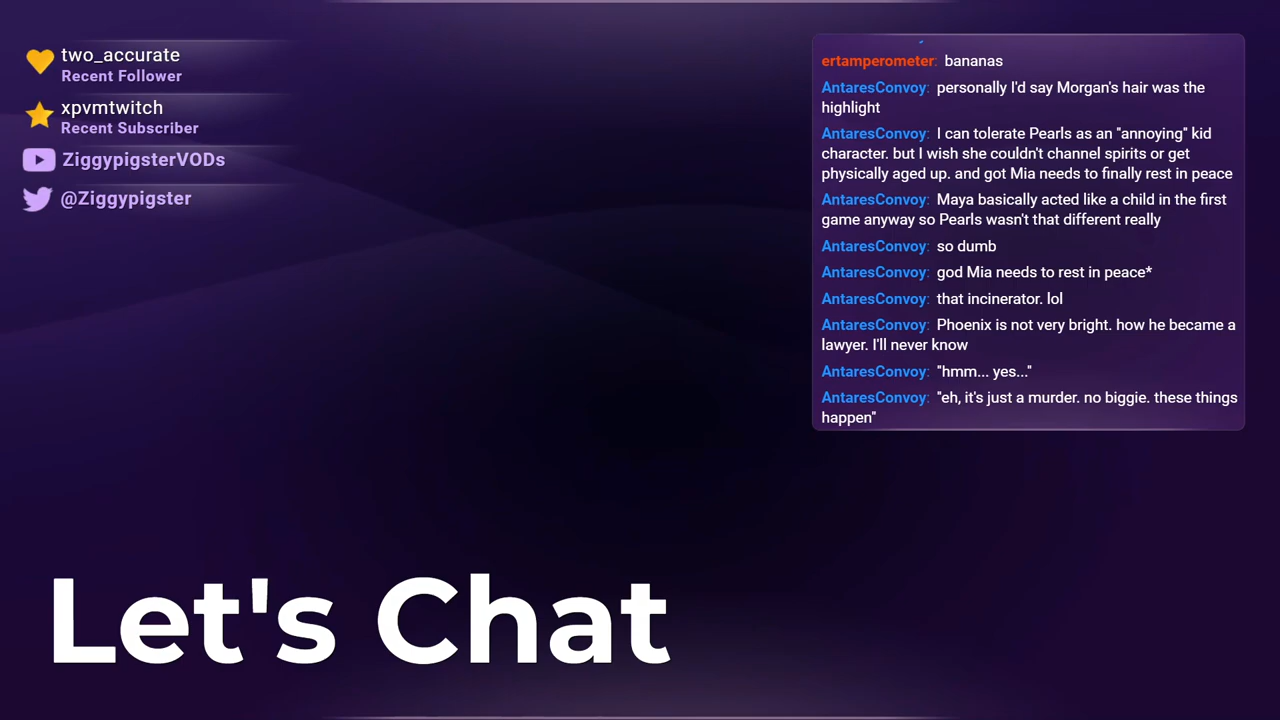 two_accurate
Recent Follower
xpvmtwitch
Recent Subscriber
ZiggypigsterVODs
@Ziggypigster
ertamperometer: bananas
AntaresConvoy: personally I'd say Morgan's hair was the
highlight
AntaresConvoy: I can tolerate Pearls as an "annoying" kid
character. but I wish she couldn't channel spirits or get
physically aged up. and got Mia needs to finally rest in peace
AntaresConvoy: Maya basically acted like a child in the first
game anyway so Pearls wasn't that different really
AntaresConvoy: so dumb
AntaresConvoy: god Mia needs to rest in peace*
AntaresConvoy: that incinerator. lol
AntaresConvoy: Phoenix is not very bright. how he became a
lawyer. I'll never know
AntaresConvoy: "hmm... yes..."
AntaresConvoy: "eh, it's just a murder. no biggie. these things
happen"
Let's Chat